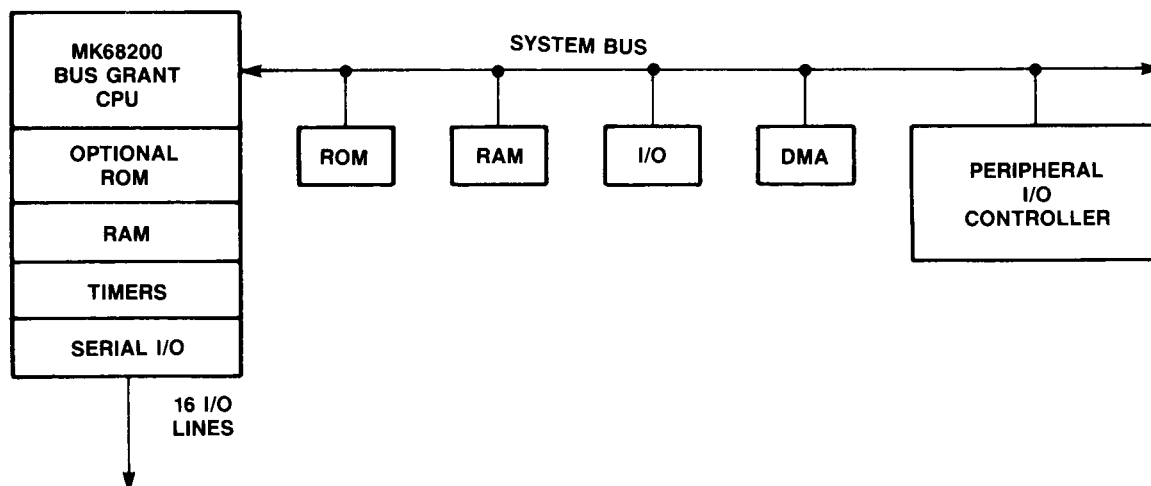 MK68200
BUS GRANT
CPU
OPTIONAL
ROM
RAM
TIMERS
SERIAL I/O
16 I/O
LINES
SYSTEM BUS
ROM
RAM
I/O
DMA
PERIPHERAL
I/O
CONTROLLER